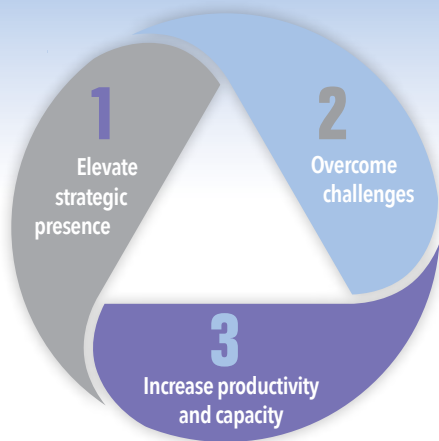 1
Elevate
strategic
presence
2
Overcome
challenges
3
Increase productivity
and capacity